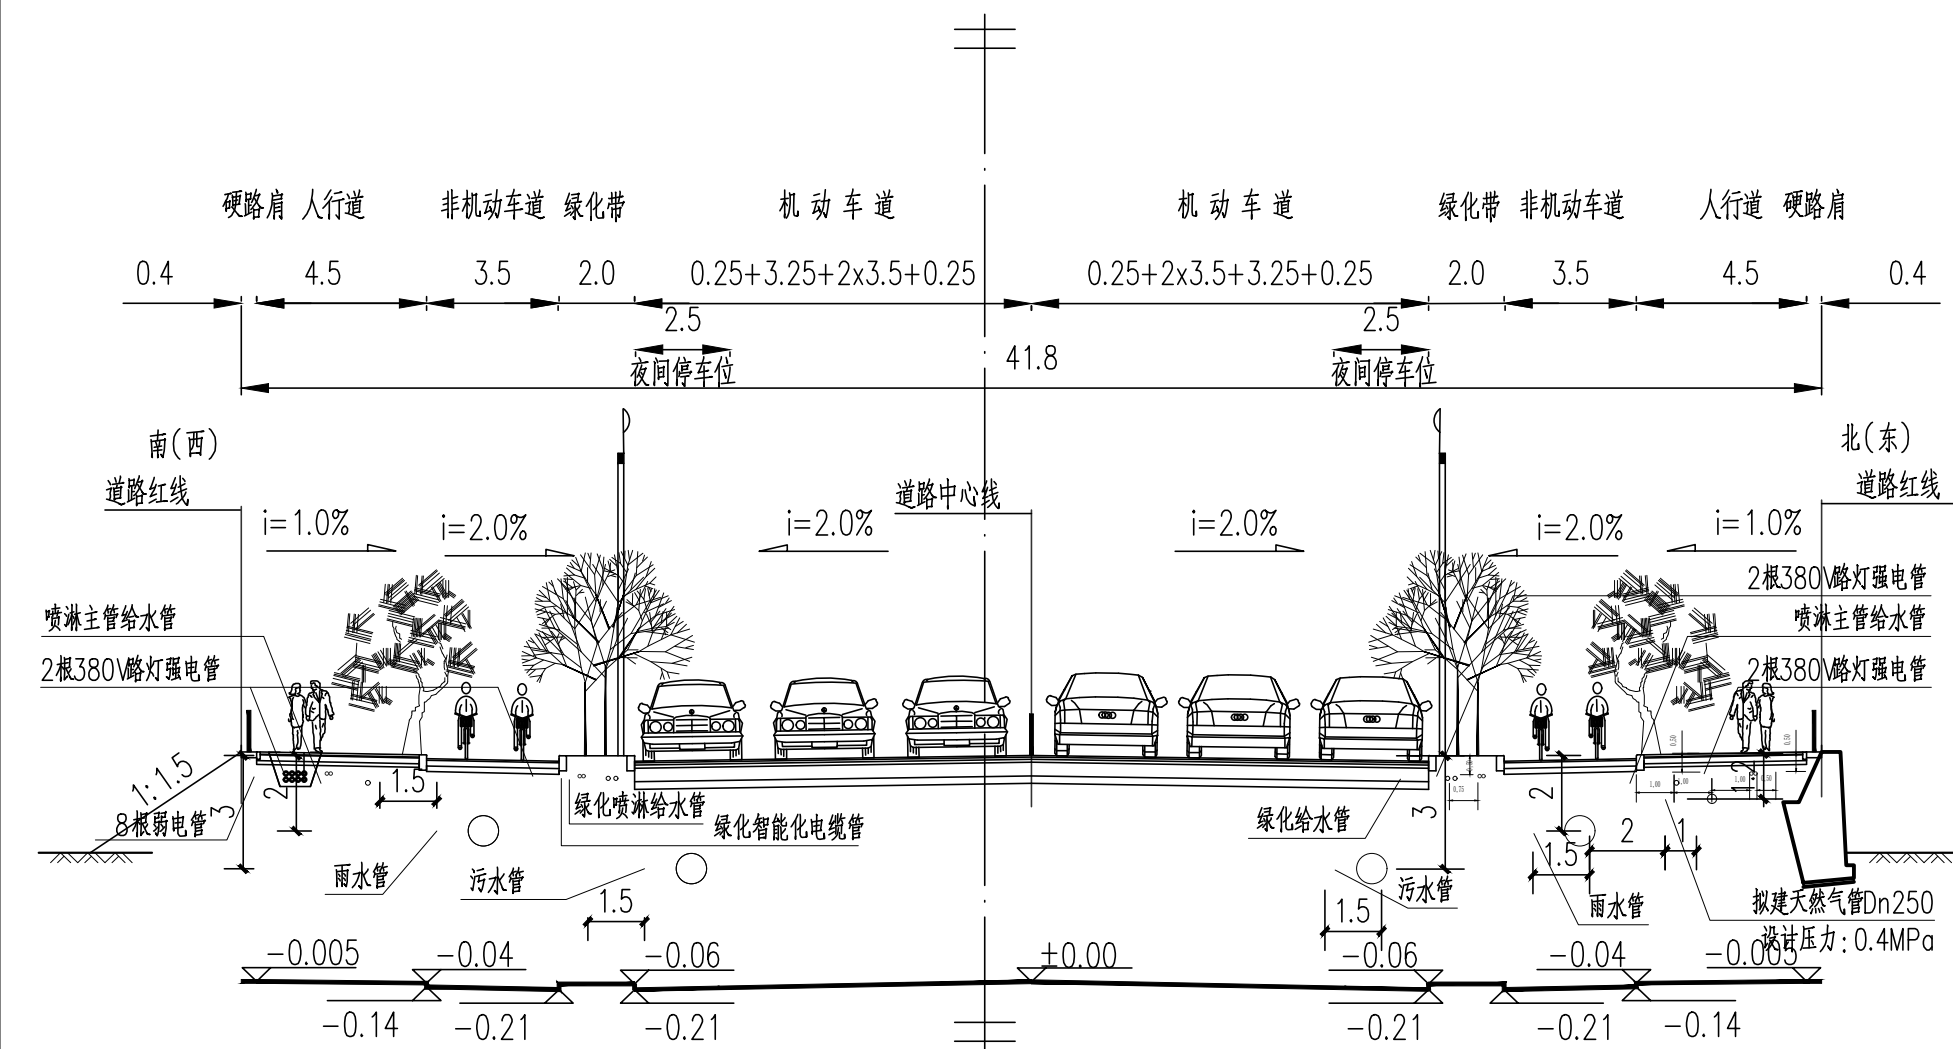 硬路肩 人行道 非机动车道 绿化带 机动车道 机动车道 绿化带 非机动车道 人行道 硬路肩
0.4 4.5 3.5 2.0 0.25+3.25+2x3.5+0.25 0.25+2x3.5+3.25+0.25 2.0 3.5 4.5 0.4
2.5 2.5
41.8
夜间停车位 夜间停车位
南(西) 北(东)
道路红线 道路中心线 道路红线
i=1.0% i=2.0% i=2.0% i=2.0% i=2.0% i=1.0%
2根380V路灯强电管
喷淋主管给水管 喷淋主管给水管
2根380V路灯强电管 2根380V路灯强电管
0.50 0.50
1:1.5 2 1.5 1.00 1.00 0.50
3 0.75 3 2
8根弱电管 绿化喷淋给水管 绿化智能化电缆管 绿化给水管 2 1
1.5
雨水管 污水管 污水管 雨水管
1.5 1.5 拟建天然气管Dn250
设计压力:0.4MPa
-0.005 -0.04 -0.06 ±0.00 -0.06 -0.04 -0.005
-0.14 -0.21 -0.21 -0.21 -0.21 -0.14